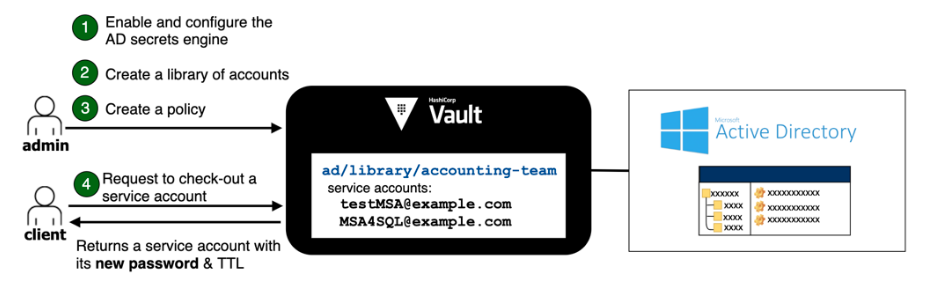 1 Enable and configure the
AD secrets engine
2 Create a library of accounts
3 Create a policy
admin
4 Request to check-out a
service account
client
Returns a service account with
its new password & TTL
HashiCorp
Vault
ad/library/accounting-team
service accounts:
testMSA@example.com
MSA4SQL@example.com
Microsoft
Active Directory
xxxxxx
xxxx
xxxx
xxxx
xxxxxxxxxxx
xxxxxxxxxxx
xxxxxxxxxxx